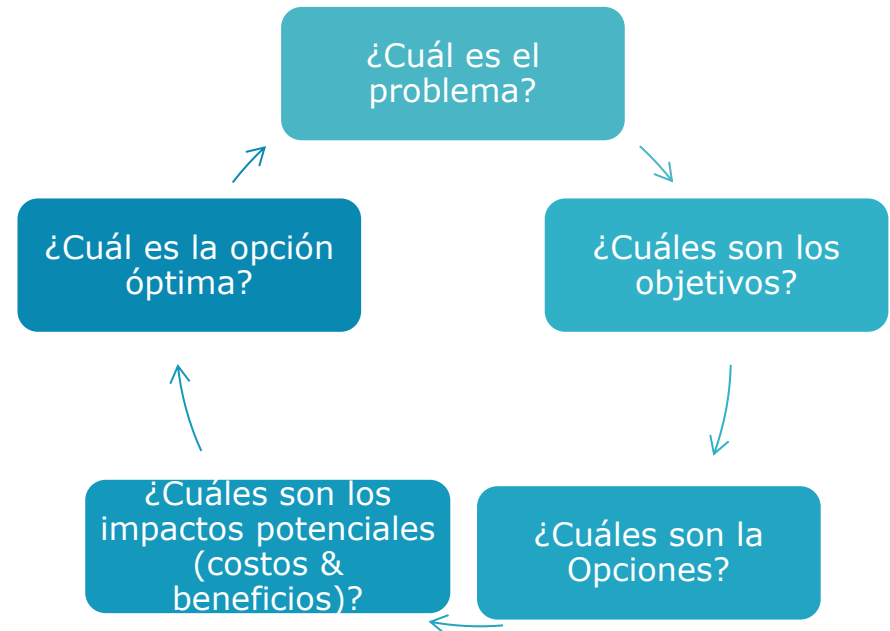 ¿Cuál es el
problema?
¿Cuáles son los
objetivos?
¿Cuáles son la
Opciones?
¿Cuáles son los
impactos potenciales
(costos &
beneficios)?
¿Cuál es la opción
óptima?